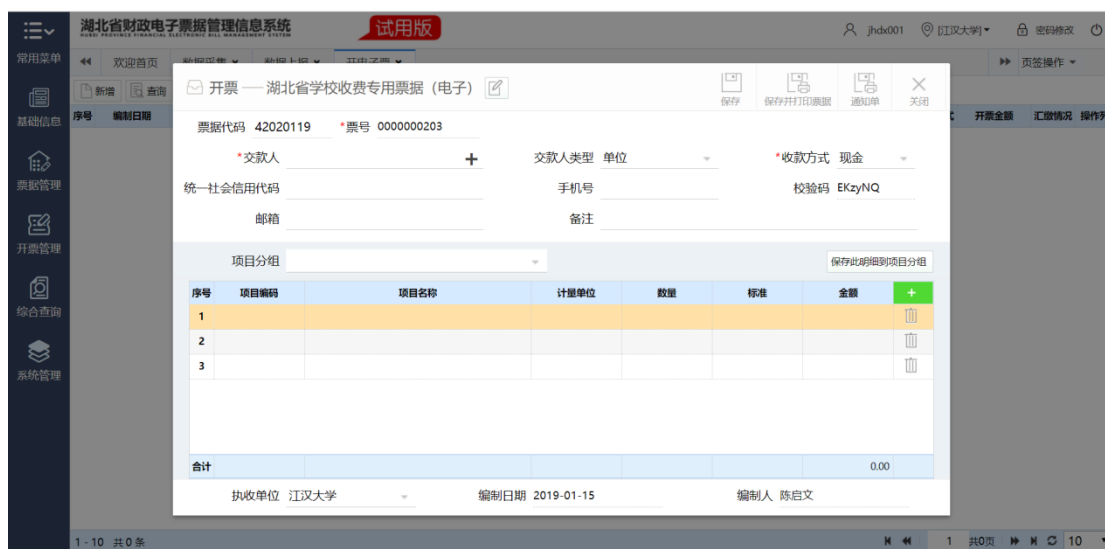 湖北省财政电子票据管理信息系统
HUBEI PROVINCE FINANCIAL ELECTRONIC BILL MANAGEMENT SYSTEM
试用版
jhdx001 [江汉大学] 密码修改
常用菜单
欢迎首页 数据采集 数据上报 开电子票 页签操作
新增 查询
序号 编制日期 开票金额 汇缴情况
基础信息
票据管理
开票管理
综合查询
系统管理
开票 —— 湖北省学校收费专用票据（电子）
保存 保存并打印票据 通知单 关闭
票据代码 42020119 *票号 0000000203
*交款人 交款人类型 单位 *收款方式 现金
统一社会信用代码 手机号 校验码 EKzyNQ
邮箱 备注
项目分组 保存此明细到项目分组
序号 项目编码 项目名称 计量单位 数量 标准 金额 +
1
2
3
合计 0.00
执收单位 江汉大学 编制日期 2019-01-15 编制人 陈启文
1 - 10 共0条 1 共0页 10